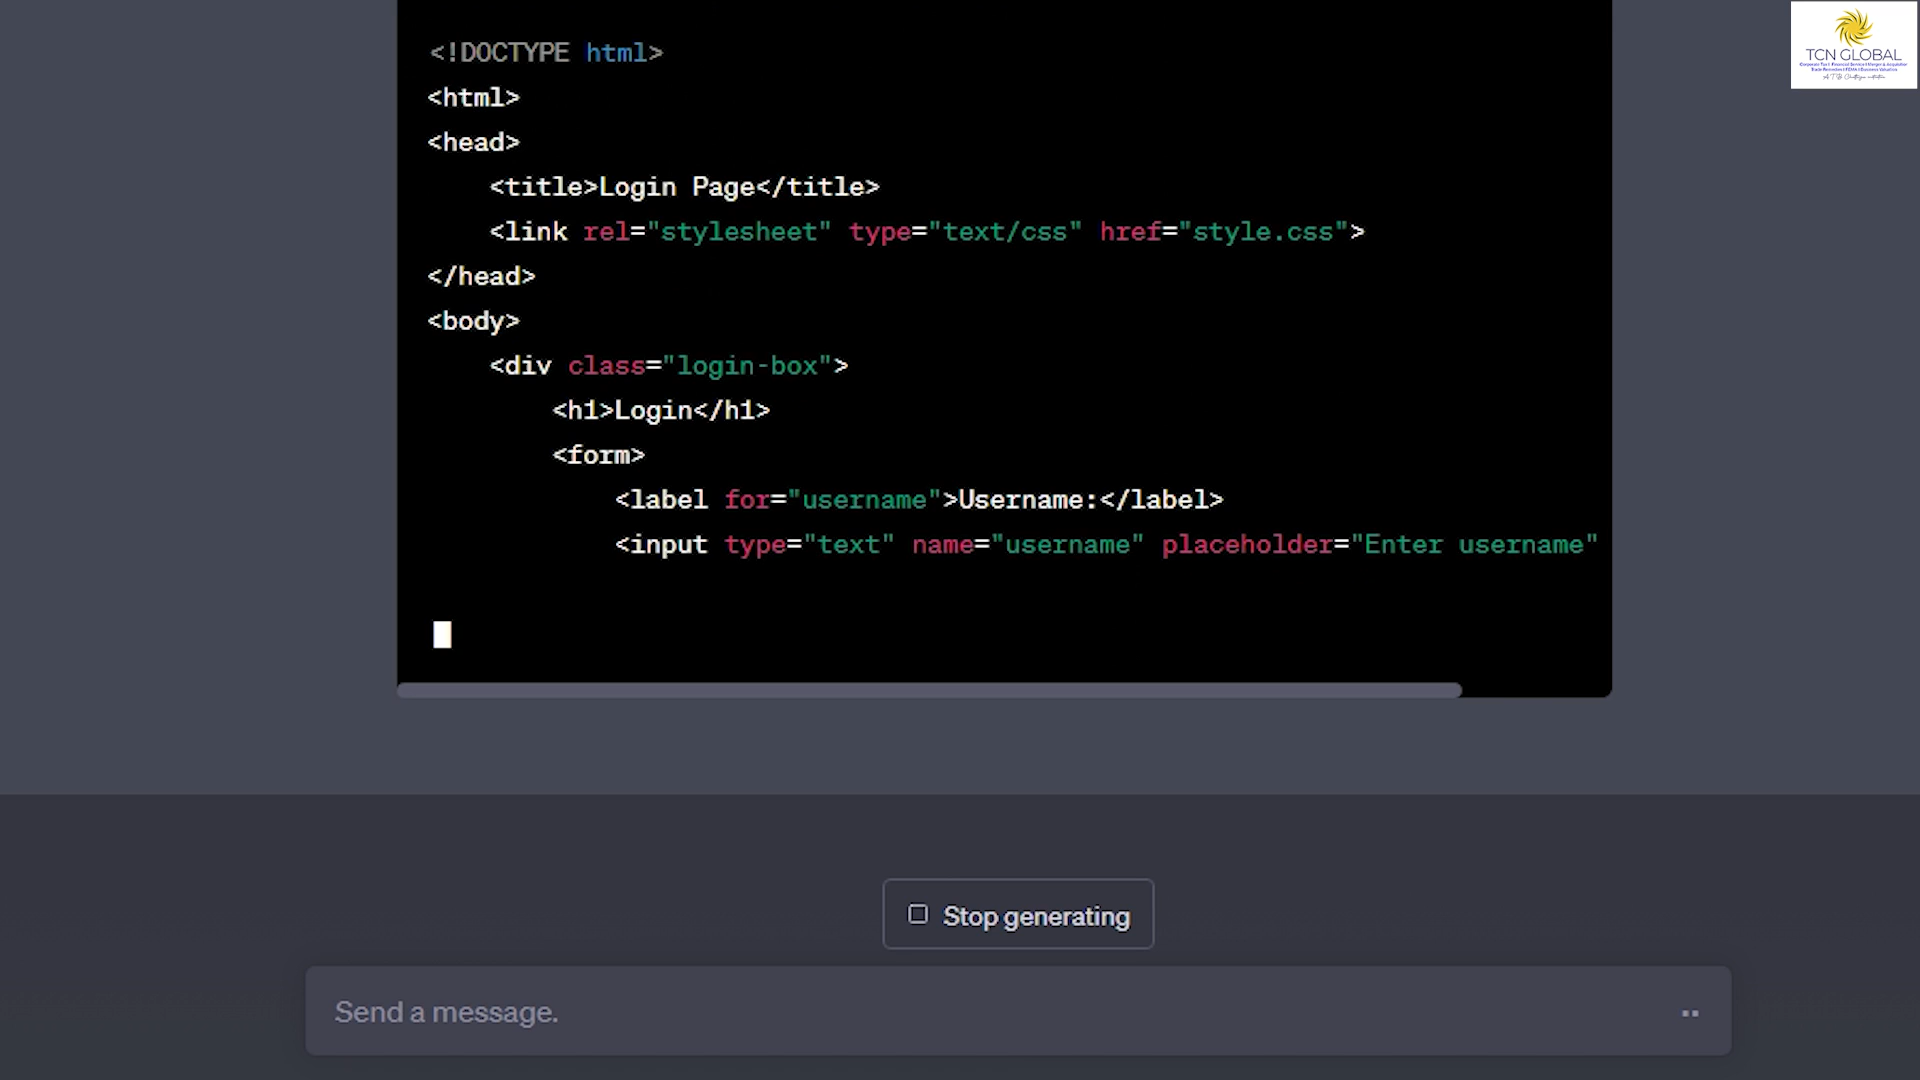 <!DOCTYPE html>
<html>
<head>
<title>Login Page</title>
<link rel="stylesheet" type="text/css" href="style.css">
</head>
<body>
<div class="login-box">
<h1>Login</h1>
<form>
<label for="username">Username:</label>
<input type="text" name="username" placeholder="Enter username"
Stop generating
Send a message.
TCN GLOBAL